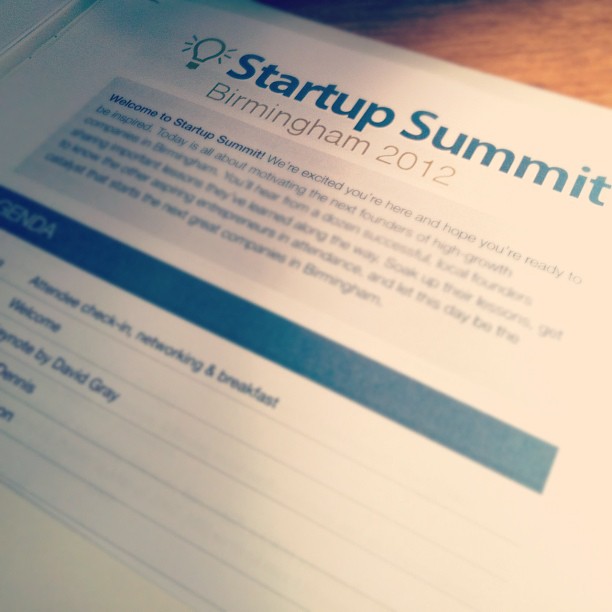 Startup Summit
Birmingham 2012
Welcome to Startup Summit! We're excited you're here and hope you're ready to
be inspired. Today is all about motivating the next founders of high-growth
companies in Birmingham. You'll hear from a dozen successful, local founders
sharing important lessons they've learned along the way. Soak up their lessons, get
to know the other aspiring entrepreneurs in attendance, and let this day be the
catalyst that starts the next great companies in Birmingham.
GENDA
Attendee check-in, networking & breakfast
Welcome
eynote by David Gray
Dennis
on